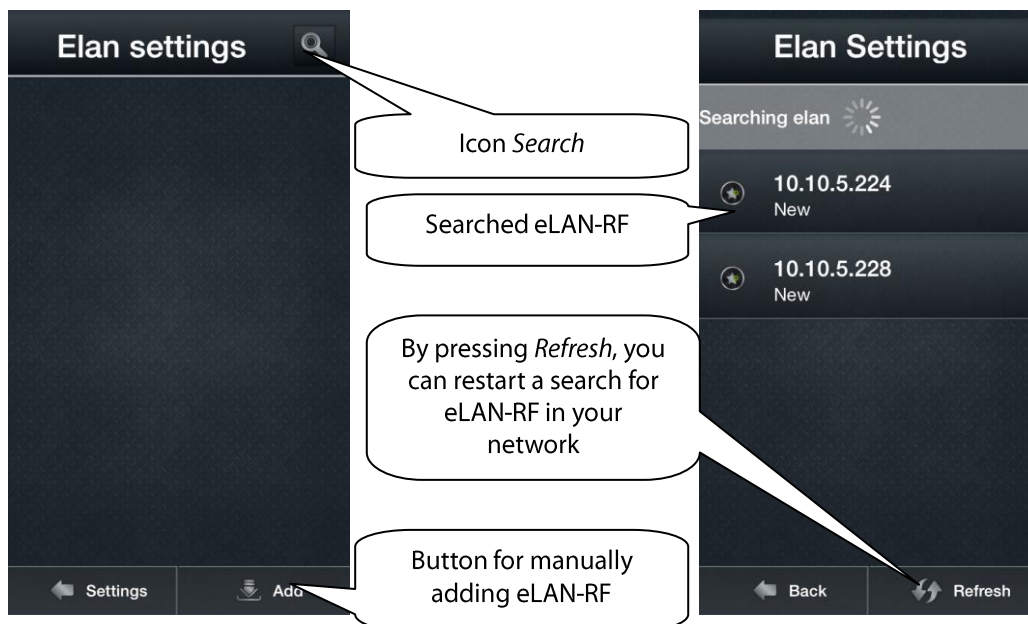 Elan settings
Icon Search
Searched eLAN-RF
By pressing Refresh, you
can restart a search for
eLAN-RF in your
network
Button for manually
adding eLAN-RF
Settings
Add
Elan Settings
Searching elan
10.10.5.224
New
10.10.5.228
New
Back
Refresh